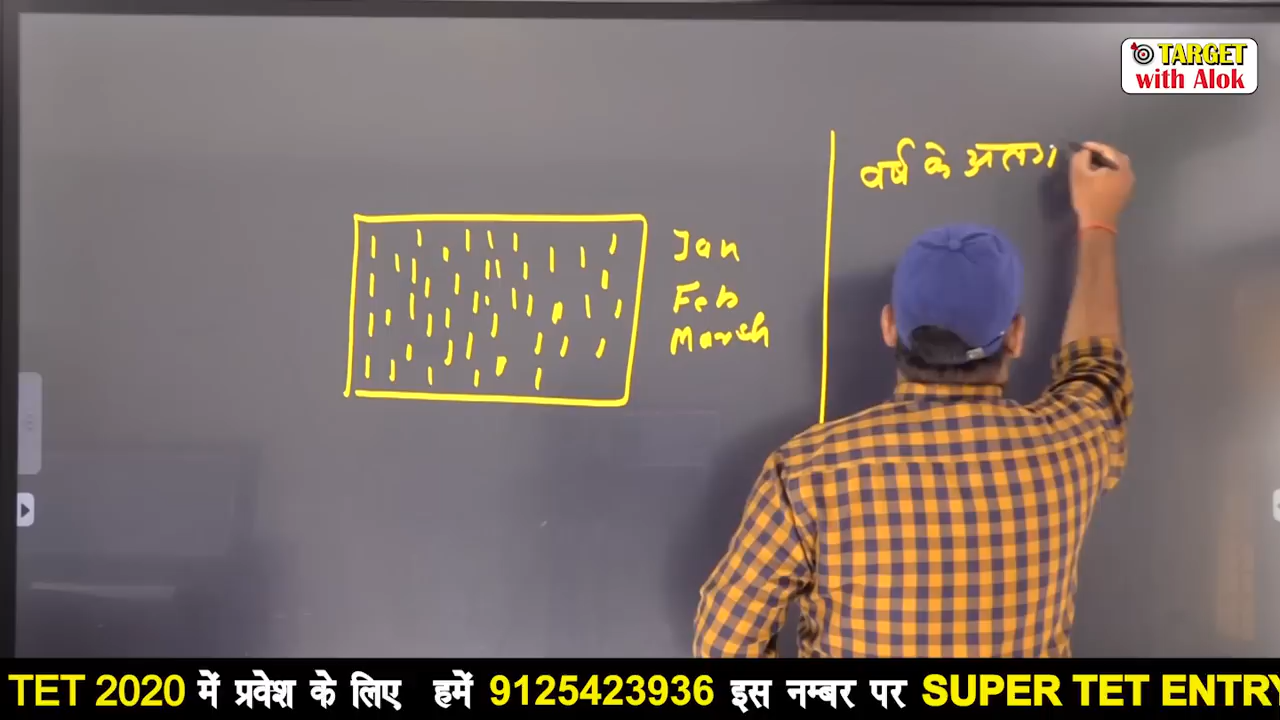 TARGET
with Alok
वर्ष के अलग
Jan
Feb
March
TET 2020 में प्रवेश के लिए हमें 9125423936 इस नम्बर पर SUPER TET ENTRY